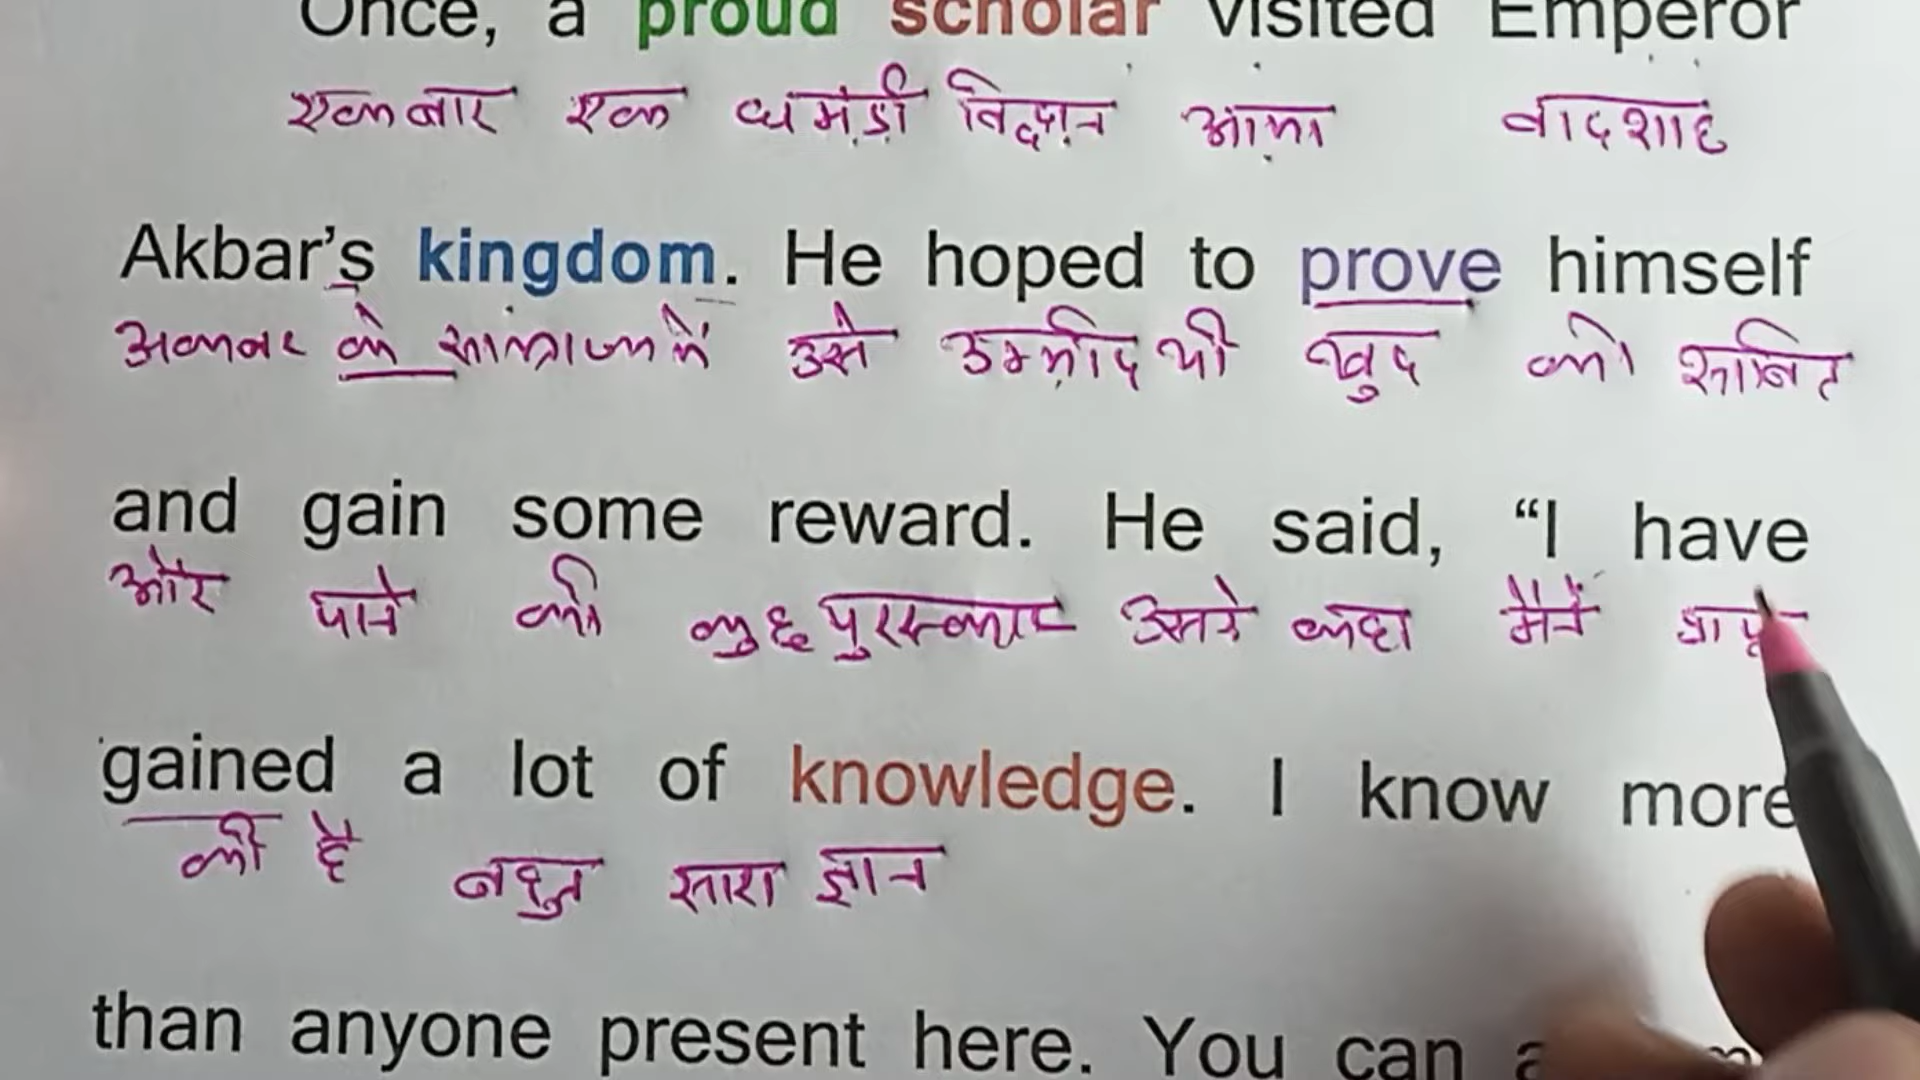 Once, a proud scholar visited Emperor
एकबार एक घमंडी विद्वान आया बादशाह
Akbar's kingdom. He hoped to prove himself
अकबर के साम्राज्य में उसे उम्मीद थी खुद को साबित
and gain some reward. He said, “I have
और पाने की कुछ पुरस्कार उसने कहा मैंने
gained a lot of knowledge. I know more
की है बहुत सारा ज्ञान
than anyone present here. You can